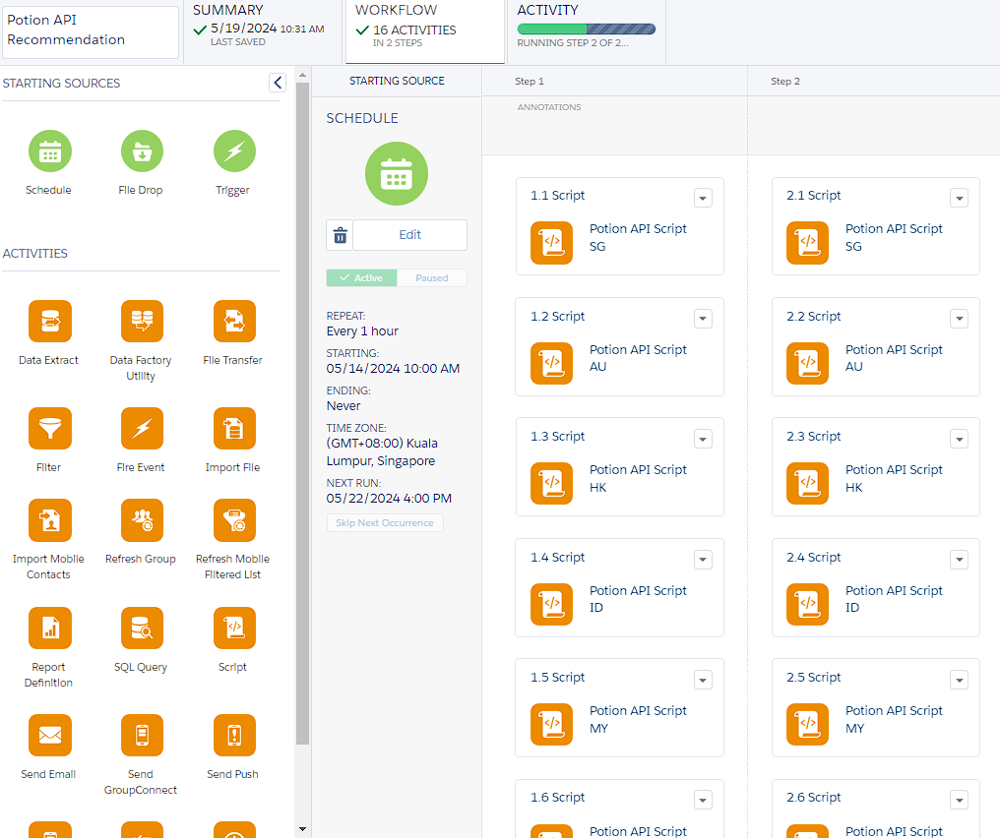 Potion API
Recommendation
SUMMARY
5/19/2024 10:31 AM
LAST SAVED
WORKFLOW
16 ACTIVITIES
IN 2 STEPS
ACTIVITY
RUNNING STEP 2 OF 2...
STARTING SOURCES
Schedule
File Drop
Trigger
ACTIVITIES
Data Extract
Data Factory
Utility
File Transfer
Filter
Fire Event
Import File
Import Mobile
Contacts
Refresh Group
Refresh Mobile
Filtered List
Report
Definition
SQL Query
Script
Send Email
Send
GroupConnect
Send Push
STARTING SOURCE
SCHEDULE
Edit
Active
Paused
REPEAT:
Every 1 hour
STARTING:
05/14/2024 10:00 AM
ENDING:
Never
TIME ZONE:
(GMT+08:00) Kuala
Lumpur, Singapore
NEXT RUN:
05/22/2024 4:00 PM
Skip Next Occurrence
Step 1
ANNOTATIONS
1.1 Script
Potion API Script
SG
1.2 Script
Potion API Script
AU
1.3 Script
Potion API Script
HK
1.4 Script
Potion API Script
ID
1.5 Script
Potion API Script
MY
1.6 Script
Potion API Script
Step 2
2.1 Script
Potion API Script
SG
2.2 Script
Potion API Script
AU
2.3 Script
Potion API Script
HK
2.4 Script
Potion API Script
ID
2.5 Script
Potion API Script
MY
2.6 Script
Potion API Script